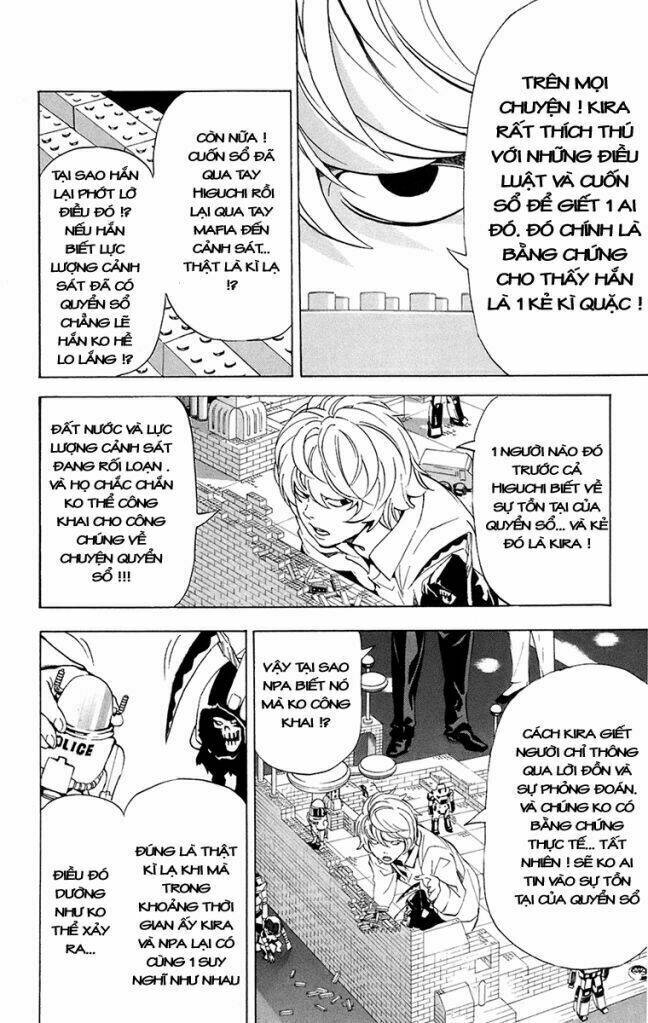 TRÊN MỌI
CHUYỆN ! KIRA
RẤT THÍCH THÚ
VỚI NHỮNG ĐIỀU
LUẬT VÀ CUỐN
SỔ ĐỂ GIẾT 1 AI
ĐÓ. ĐÓ CHÍNH LÀ
BẰNG CHỨNG
CHO THẤY HẮN
LÀ 1 KẺ KÌ QUẶC !
CÒN NỮA !
CUỐN SỔ ĐÃ
QUA TAY
HIGUCHI RỒI
LẠI QUA TAY
MAFIA ĐẾN
CẢNH SÁT...
THẬT LÀ KÌ LẠ
!?
TẠI SAO HẮN
LẠI PHỚT LỜ
ĐIỀU ĐÓ !?
NẾU HẮN
BIẾT LỰC
LƯỢNG CẢNH
SÁT ĐÃ CÓ
QUYỂN SỔ
CHẲNG LẼ
HẮN KO HỀ
LO LẮNG !?
1 NGƯỜI NÀO ĐÓ
TRƯỚC CẢ
HIGUCHI BIẾT VỀ
SỰ TỒN TẠI CỦA
QUYỂN SỔ... VÀ KẺ
ĐÓ LÀ KIRA !
ĐẤT NƯỚC VÀ LỰC
LƯỢNG CẢNH SÁT
ĐANG RỐI LOẠN .
VÀ HỌ CHẮC CHẮN
KO THỂ CÔNG
KHAI CHO CÔNG
CHÚNG VỀ
CHUYỆN QUYỂN
SỔ !!!
CÁCH KIRA GIẾT
NGƯỜI CHỈ THÔNG
QUA LỜI ĐỒN VÀ
SỰ PHỎNG ĐOÁN.
VÀ CHÚNG KO CÓ
BẰNG CHỨNG
THỰC TẾ... TẤT
NHIÊN ! SẼ KO AI
TIN VÀO SỰ TỒN
TẠI CỦA QUYỂN SỔ
VẬY TẠI SAO
NPA BIẾT NÓ
MÀ KO CÔNG
KHAI !?
POLICE
ĐÚNG LÀ THẬT
KÌ LẠ KHI MÀ
TRONG
KHOẢNG THỜI
GIAN ẤY KIRA
VÀ NPA LẠI CÓ
CÙNG 1 SUY
NGHĨ NHƯ NHAU
ĐIỀU ĐÓ
DƯỜNG
NHƯ KO
THỂ XẢY
RA...